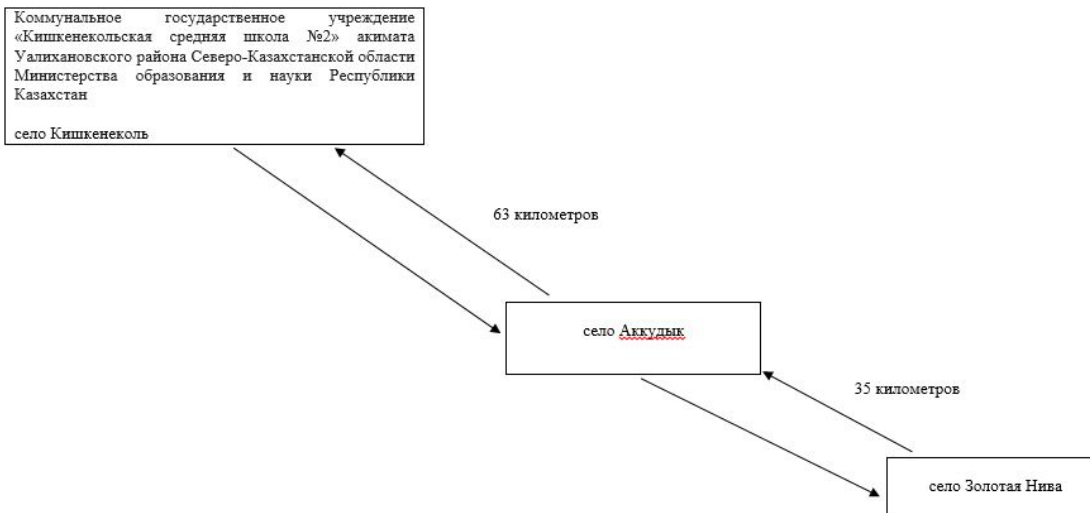 Коммунальное государственное учреждение
«Кишкенекольская средняя школа №2» акимата
Уалихановского района Северо-Казахстанской области
Министерства образования и науки Республики
Казахстан
село Кишкенеколь
63 километров
село Аккудык
35 километров
село Золотая Нива